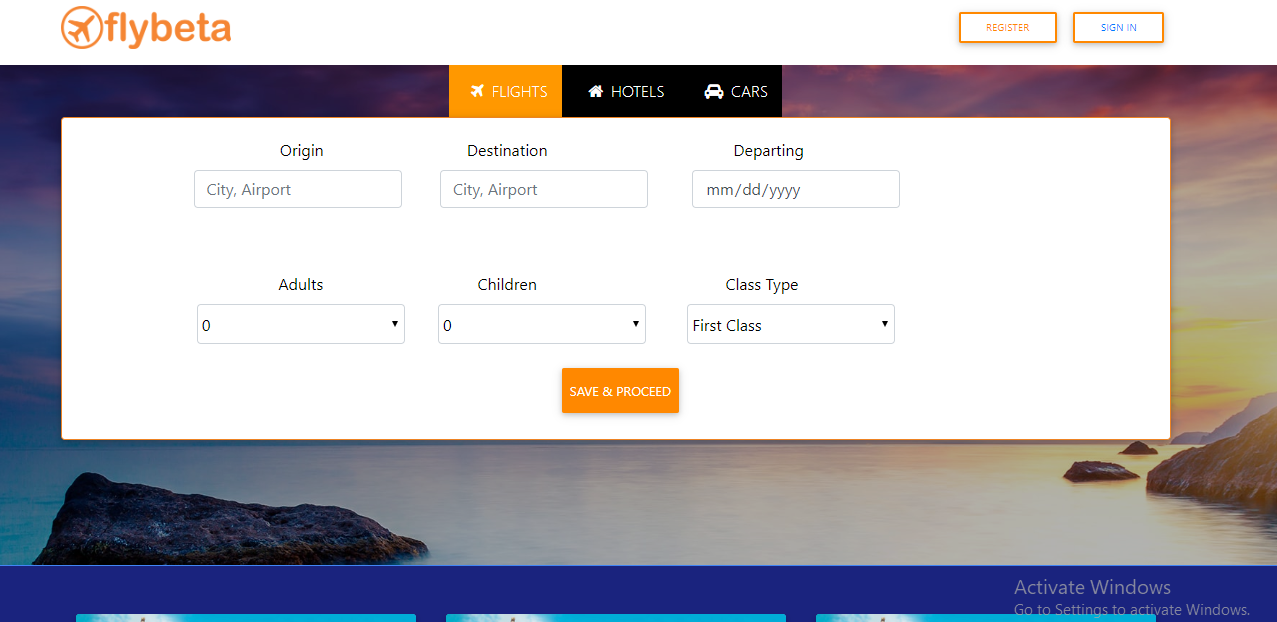 flybeta
REGISTER
SIGN IN
FLIGHTS
HOTELS
CARS
Origin
Destination
Departing
City, Airport
City, Airport
mm/dd/yyyy
Adults
Children
Class Type
0
0
First Class
SAVE & PROCEED
Activate Windows
Go to Settings to activate Windows.